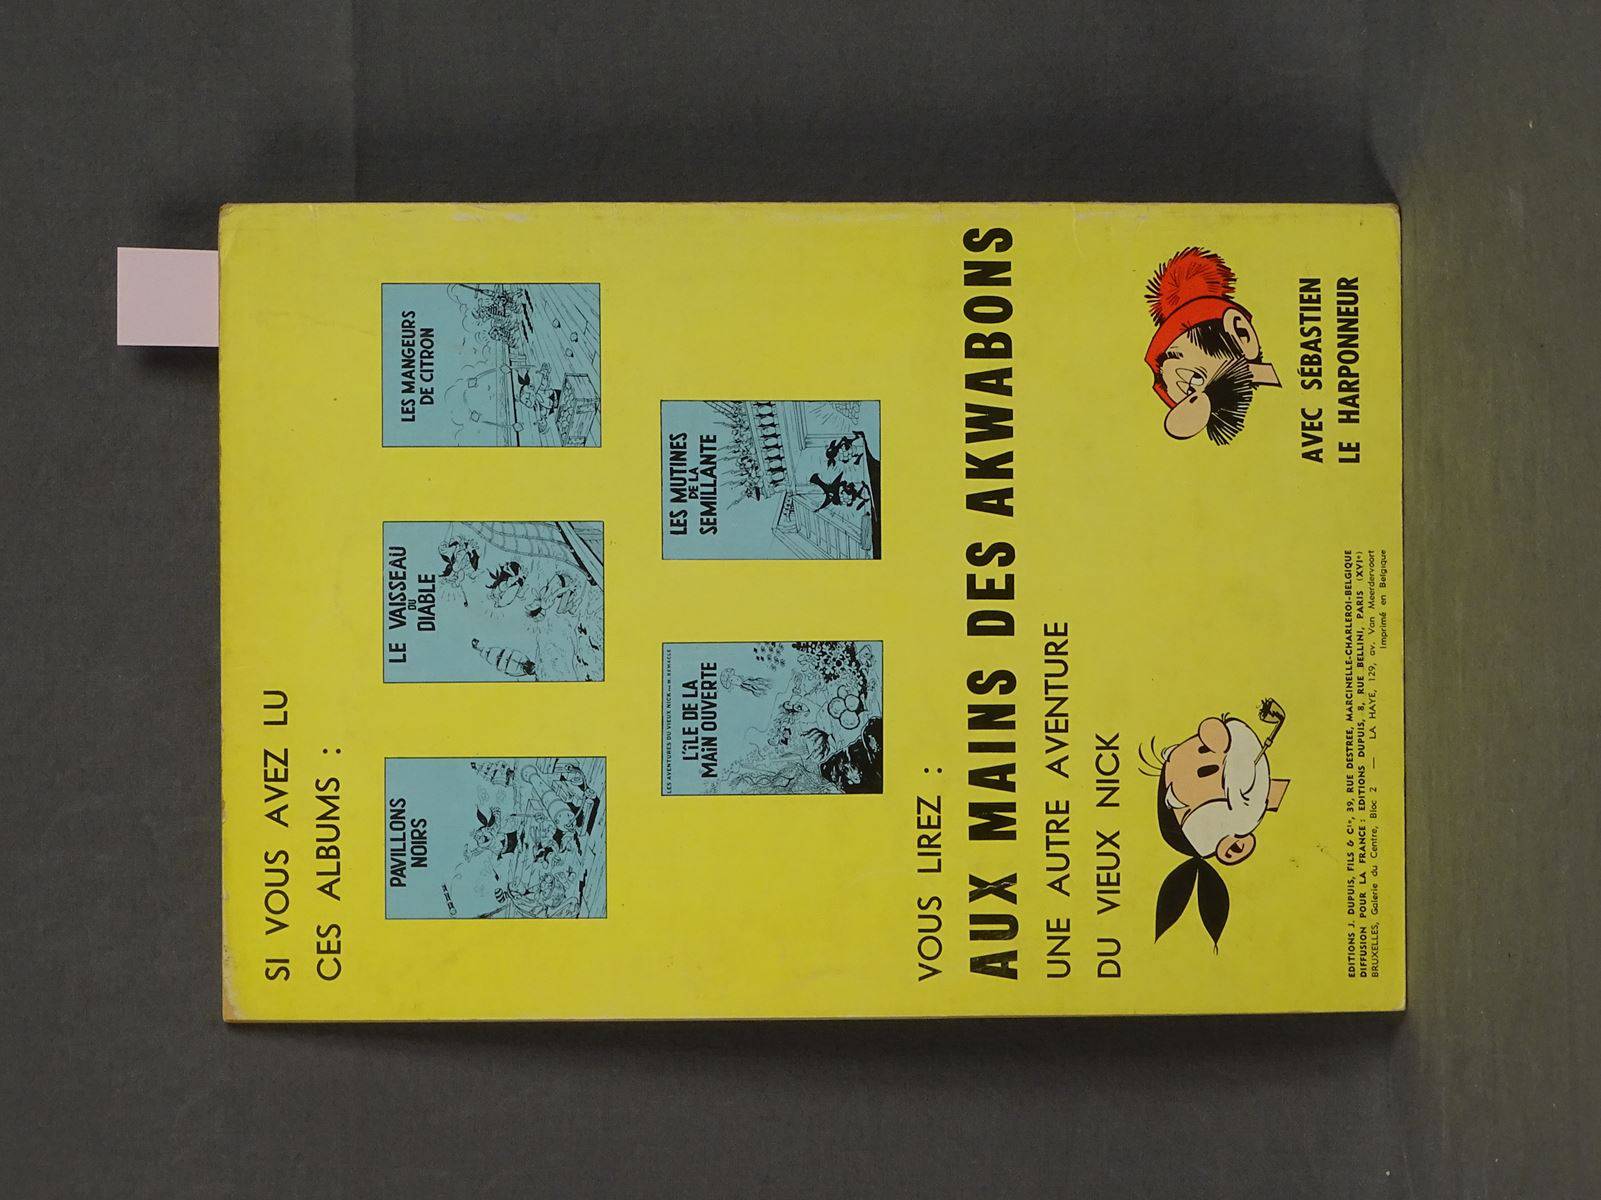 SI VOUS AVEZ LU
CES ALBUMS :
PAVILLONS
NOIRS
LE VAISSEAU
DU
DIABLE
LES MANGEURS
DE CITRON
LES AVENTURES DU VIEUX NICK PAR M. REMACLE
L'ÎLE DE LA
MAiN OUVERTE
LES MUTINES
DE LA
SEMILLANTE
VOUS LIREZ :
AUX MAINS DES AKWABONS
UNE AUTRE AVENTURE
DU VIEUX NICK
AVEC SÉBASTIEN
LE HARPONNEUR
EDITIONS J. DUPUIS, FILS & Cie, 39, RUE DESTREE, MARCINELLE-CHARLEROI-BELGIQUE
DIFFUSION POUR LA FRANCE : EDITIONS DUPUIS, 8, RUE BELLINI, PARIS (XVIe)
BRUXELLES, Galerie du Centre, Bloc 2 — LA HAYE, 129, av. Van Meerdervoort
Imprimé en Belgique